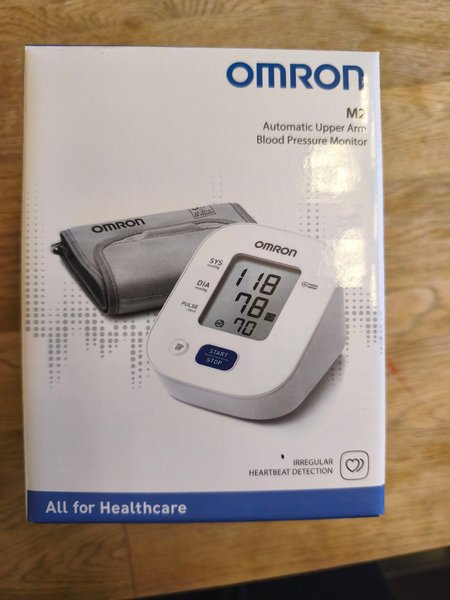 OMRON
M2
Automatic Upper Arm
Blood Pressure Monitor
OMRON
OMRON
SYS
118
DIA
78
PULSE
70
START
STOP
IRREGULAR
HEARTBEAT DETECTION
All for Healthcare